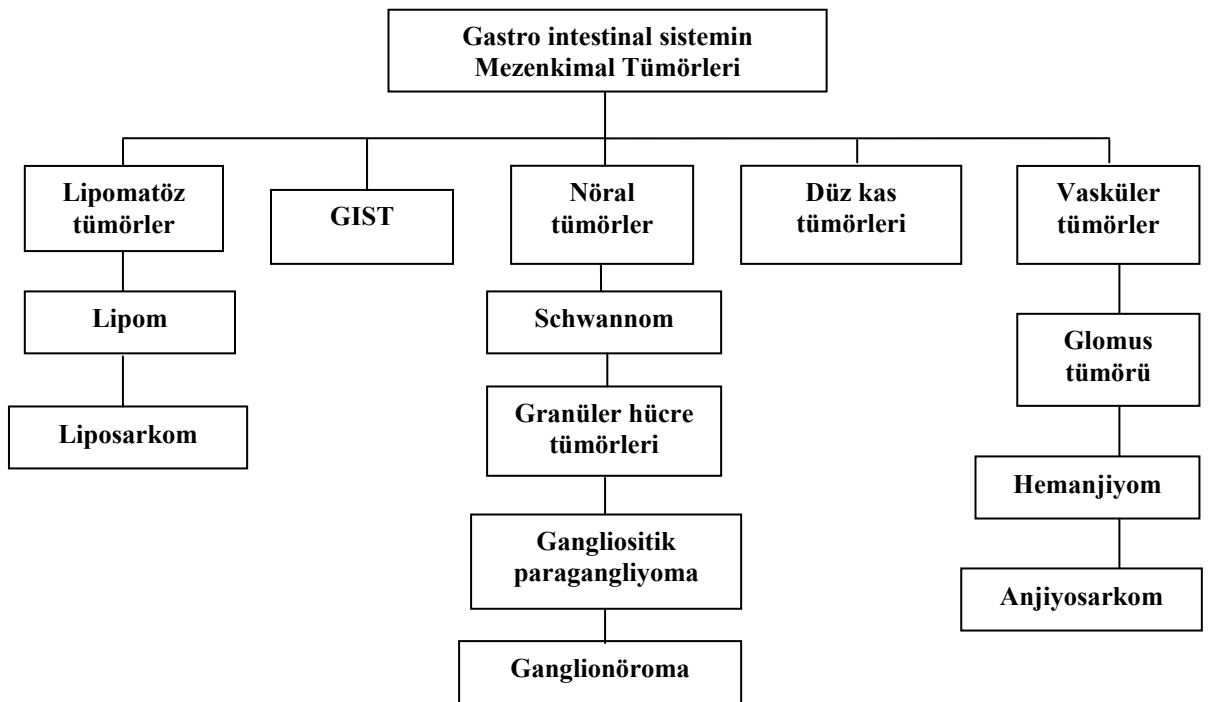 Gastro intestinal sistemin
Mezenkimal Tümörleri
Lipomatöz
tümörler
GIST
Nöral
tümörler
Düz kas
tümörleri
Vasküler
tümörler
Lipom
Liposarkom
Schwannom
Granüler hücre
tümörleri
Gangliositik
paragangliyoma
Ganglionöroma
Glomus
tümörü
Hemanjiyom
Anjiyosarkom